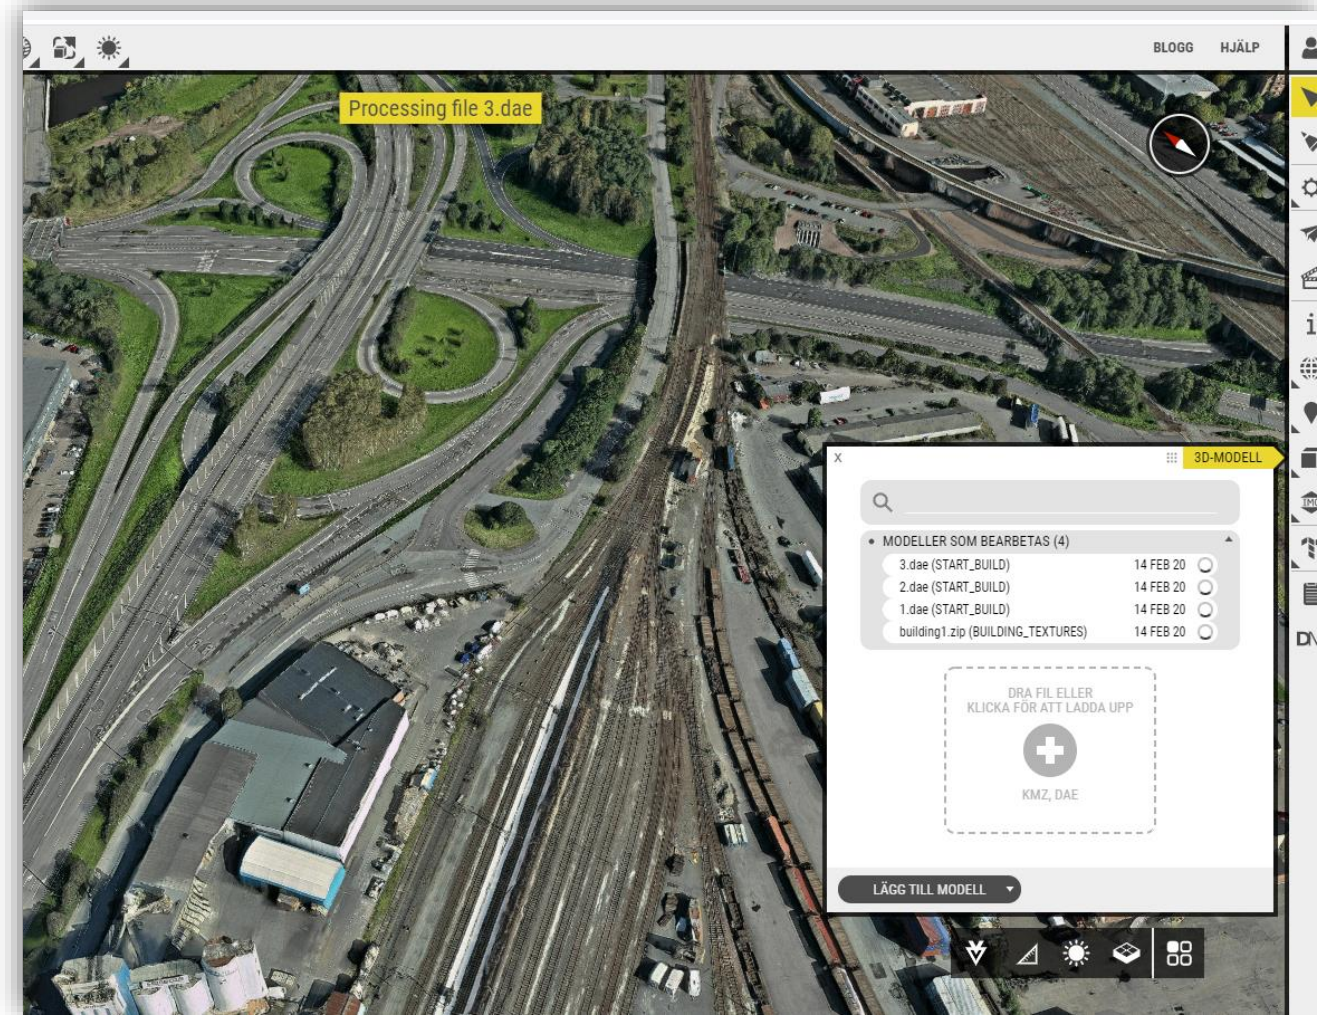 BLOGG HJÄLP
Processing file 3.dae
X 3D-MODELL
MODELLER SOM BEARBETAS (4)
3.dae (START_BUILD) 14 FEB 20
2.dae (START_BUILD) 14 FEB 20
1.dae (START_BUILD) 14 FEB 20
building1.zip (BUILDING_TEXTURES) 14 FEB 20
DRA FIL ELLER
KLICKA FÖR ATT LADDA UPP
KMZ, DAE
LÄGG TILL MODELL